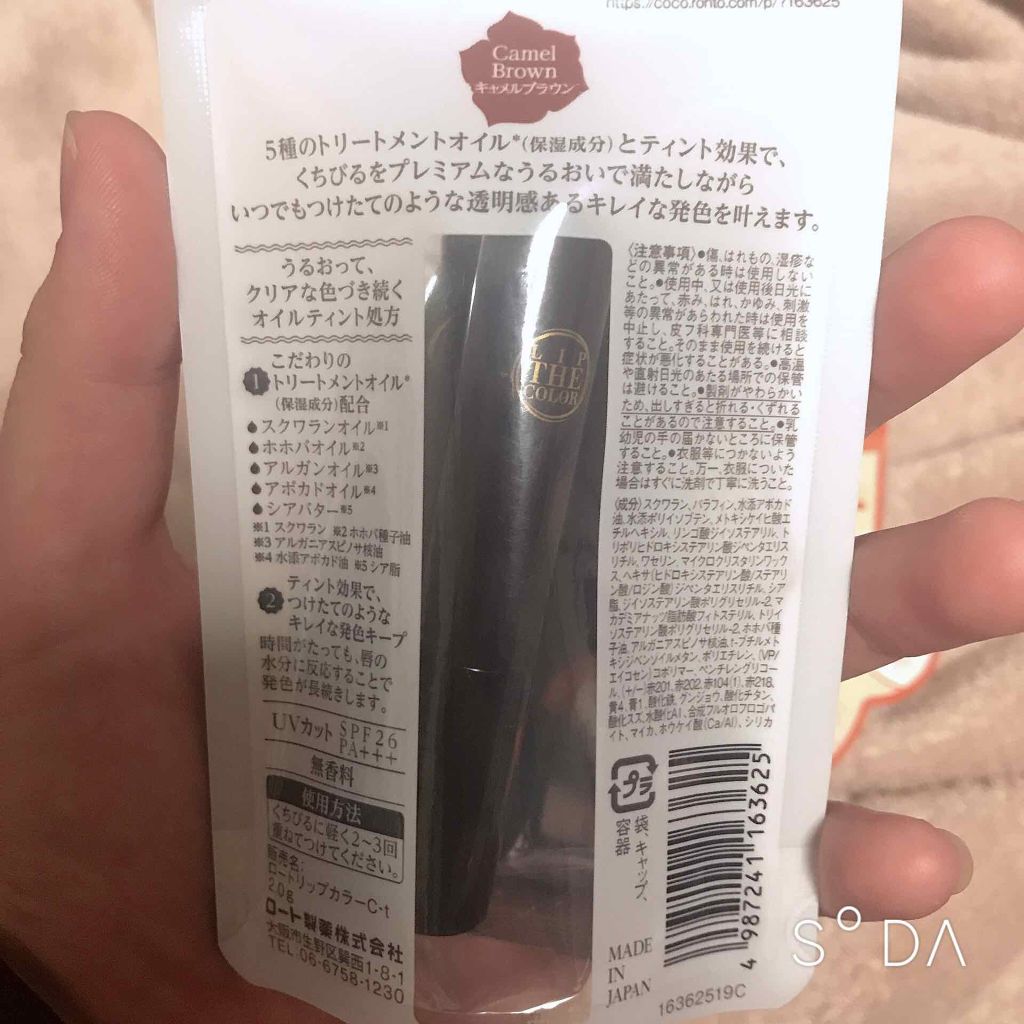 https://coco.rohto.com/p/?163625
Camel
Brown
キャメルブラウン
5種のトリートメントオイル*(保湿成分)とティント効果で、
くちびるをプレミアムなうるおいで満たしながら
いつでもつけたてのような透明感あるキレイな発色を叶えます。
うるおって、
クリアな色づき続く
オイルティント処方
1 こだわりの
トリートメントオイル*
(保湿成分)配合
スクワランオイル※1
ホホバオイル※2
アルガンオイル※3
アボカドオイル※4
シアバター※5
※1 スクワラン ※2 ホホバ種子油
※3 アルガニアスピノサ核油
※4 水添アボカド油 ※5 シア脂
2 ティント効果で、
つけたてのような
キレイな発色キープ
時間がたっても、唇の
水分に反応することで
発色が長続きします。
UVカット SPF26
PA+++
無香料
使用方法
くちびるに軽く2~3回
重ねてつけてください。
販売名:
ロートリップカラーC-t
2.0g
ロート製薬株式会社
大阪市生野区巽西1-8-1
TEL 06-6758-1230
LIP
THE
COLOR
〈注意事項〉●傷、はれもの、湿疹な
どの異常がある時は使用しない
こと。●使用中、又は使用後日光に
あたって、赤み、はれ、かゆみ、刺激
等の異常があらわれた時は使用を
中止し、皮フ科専門医等に相談
すること。そのまま使用を続けると
症状が悪化することがある。●高温
や直射日光のあたる場所での保管
は避けること。●製剤がやわらかい
ため、出しすぎると折れる・くずれる
ことがあるので注意すること。●乳
幼児の手の届かないところに保管
すること。●衣服等につかないよう
注意すること。万一、衣服についた
場合はすぐに洗剤で丁寧に洗うこと。
〈成分〉スクワラン、パラフィン、水添アボカド
油、水添ポリイソブテン、メトキシケイヒ酸エ
チルヘキシル、リンゴ酸ジイソステアリル、ト
リポリヒドロキシステアリン酸ジペンタエリス
リチル、ワセリン、マイクロクリスタリンワック
ス、ヘキサ(ヒドロキシステアリン酸/ステアリ
ン酸/ロジン酸)ジペンタエリスリチル、シア
脂、ジイソステアリン酸ポリグリセリル-2、マ
カデミアナッツ脂肪酸フィトステリル、トリイ
ソステアリン酸ポリグリセリル-2、ホホバ種
子油、アルガニアスピノサ核油、t-ブチルメト
キシジベンゾイルメタン、ポリエチレン、(VP/
エイコセン)コポリマー、ペンチレングリコー
ル、(+/-)赤201、赤202、赤104(1)、赤218、
黄4、青1、酸化鉄、グンジョウ、酸化チタン、
酸化スズ、水酸化Al、合成フルオロフロゴパ
イト、マイカ、ホウケイ酸(Ca/Al)、シリカ
プラ
袋、キャップ、
容器
4 987241 163625
MADE
IN
JAPAN
16362519C
SODA